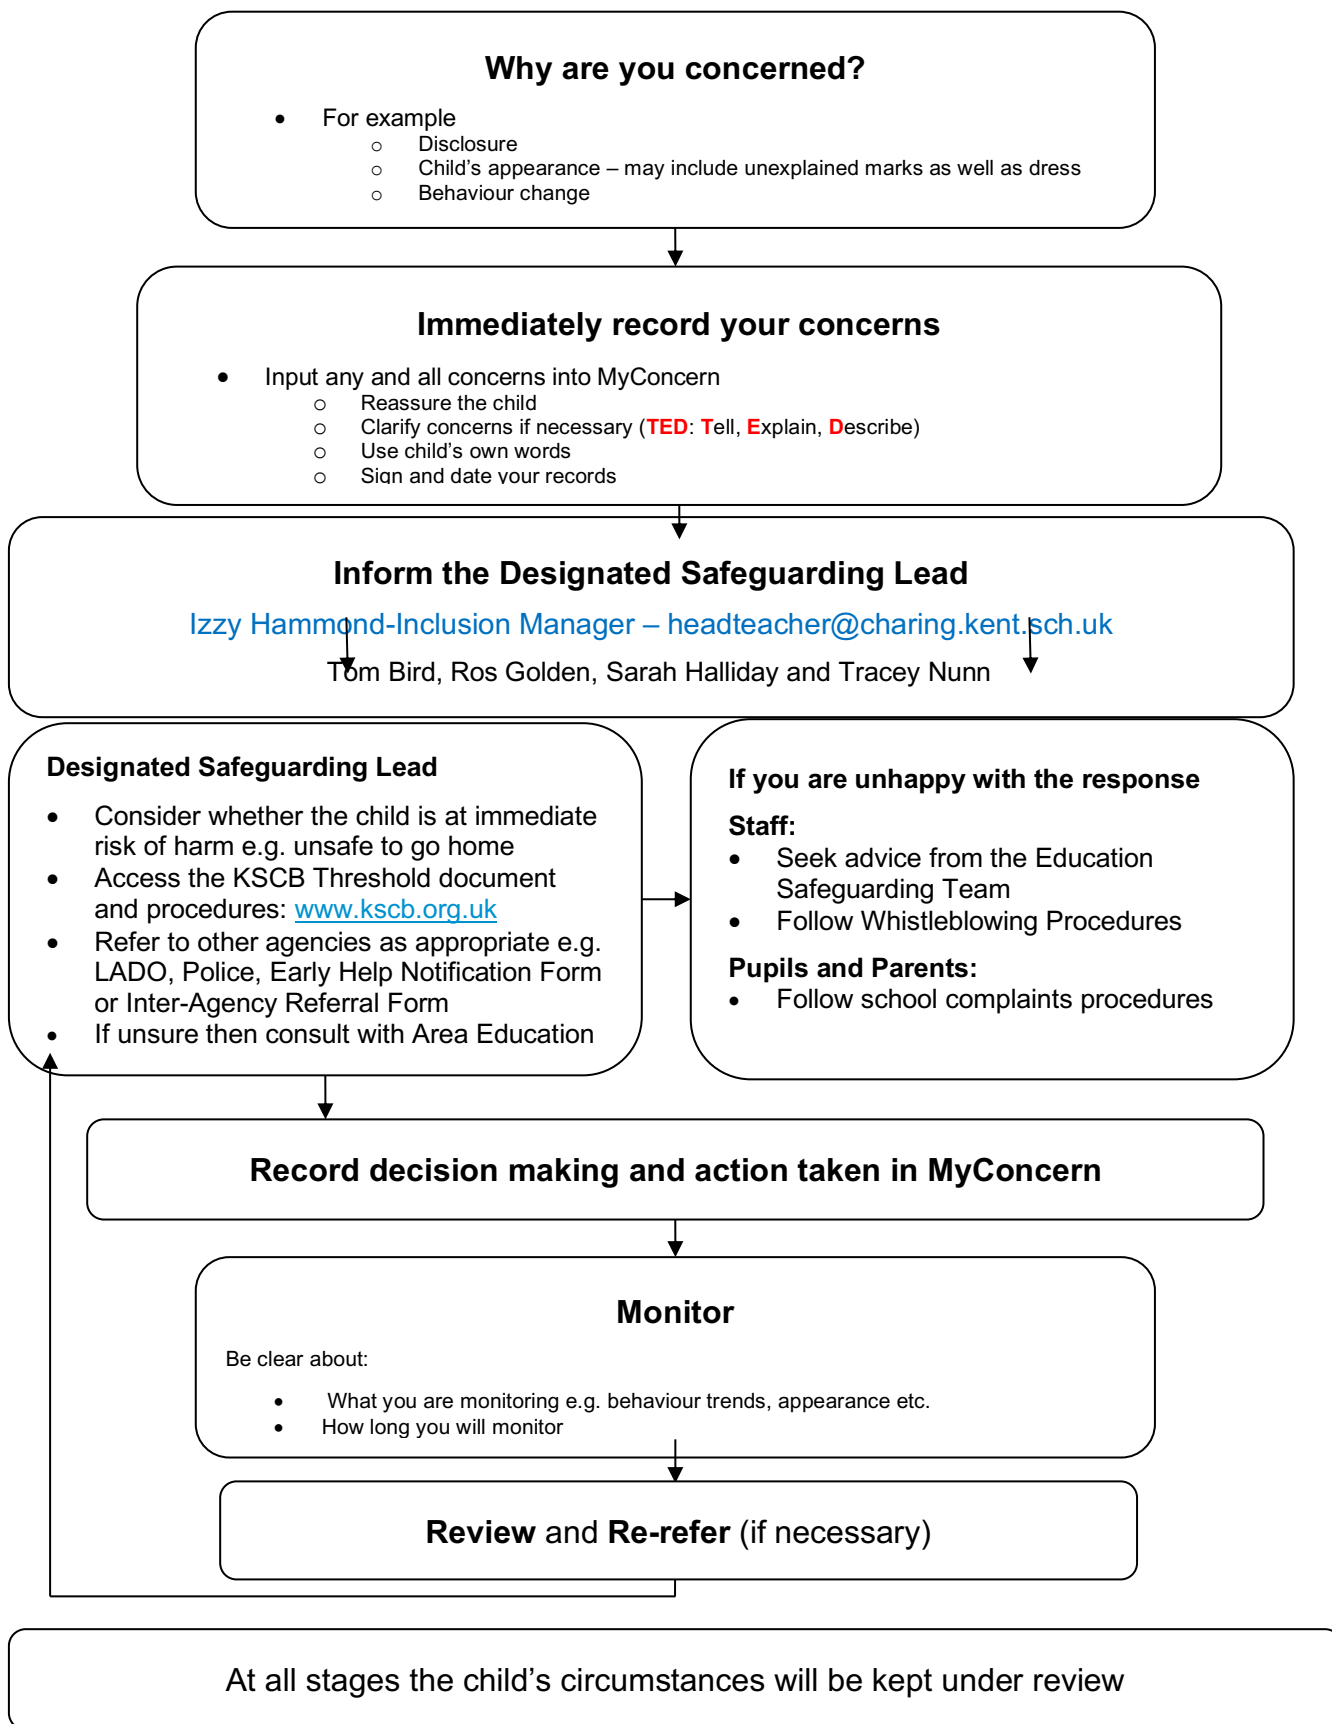 Why are you concerned?
• For example
o Disclosure
o Child's appearance – may include unexplained marks as well as dress
o Behaviour change
Immediately record your concerns
• Input any and all concerns into MyConcern
o Reassure the child
o Clarify concerns if necessary (TED: Tell, Explain, Describe)
o Use child's own words
o Sign and date your records
Inform the Designated Safeguarding Lead
Izzy Hammond-Inclusion Manager – headteacher@charing.kent.sch.uk
Tom Bird, Ros Golden, Sarah Halliday and Tracey Nunn
Designated Safeguarding Lead
• Consider whether the child is at immediate
risk of harm e.g. unsafe to go home
• Access the KSCB Threshold document
and procedures: www.kscb.org.uk
• Refer to other agencies as appropriate e.g.
LADO, Police, Early Help Notification Form
or Inter-Agency Referral Form
• If unsure then consult with Area Education
If you are unhappy with the response
Staff:
• Seek advice from the Education
Safeguarding Team
• Follow Whistleblowing Procedures
Pupils and Parents:
• Follow school complaints procedures
Record decision making and action taken in MyConcern
Monitor
Be clear about:
• What you are monitoring e.g. behaviour trends, appearance etc.
• How long you will monitor
Review and Re-refer (if necessary)
At all stages the child's circumstances will be kept under review